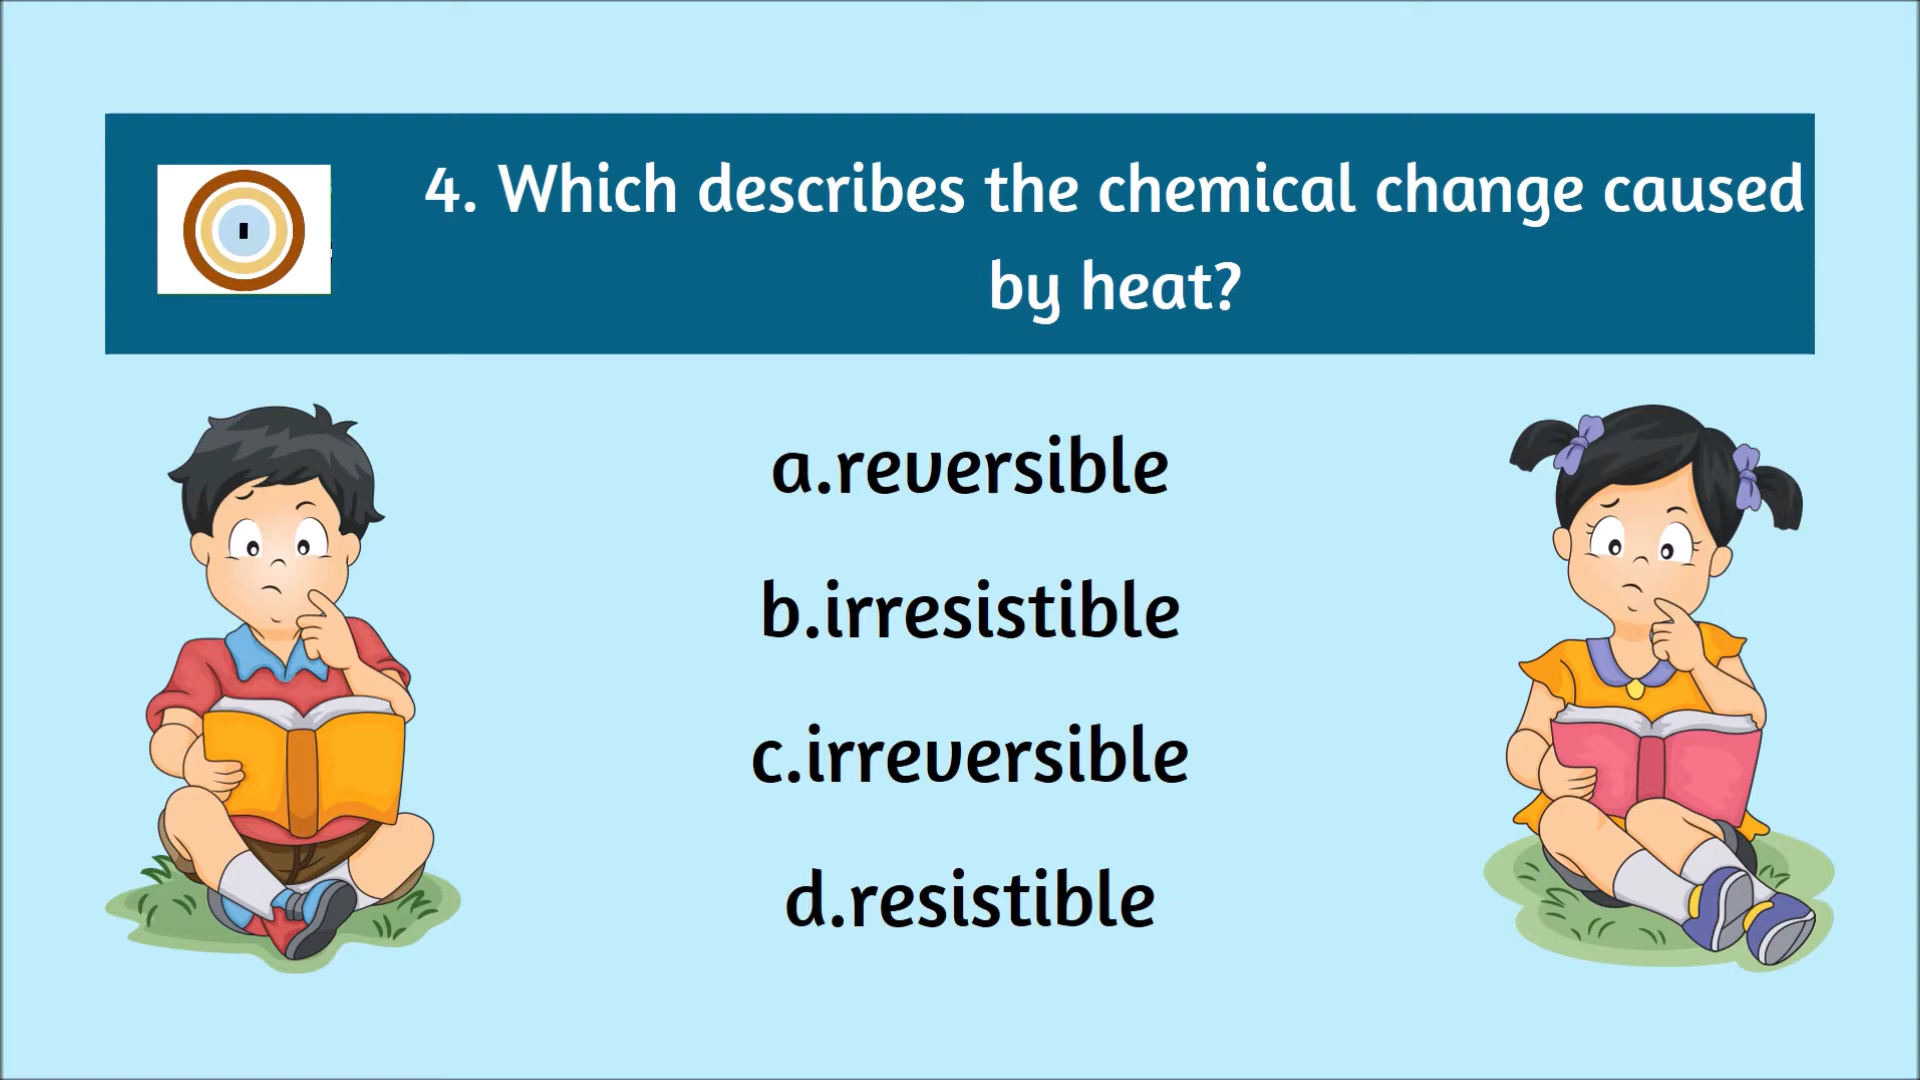 4. Which describes the chemical change caused
by heat?
a.reversible
b.irresistible
c.irreversible
d.resistible